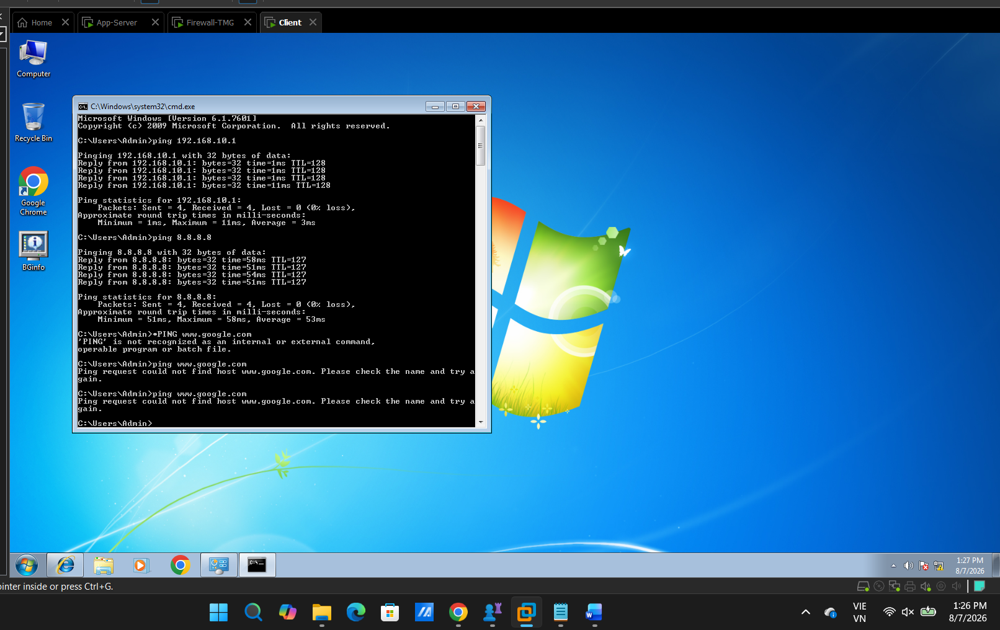 Home
App-Server
Firewall-TMG
Client
Computer
Recycle Bin
Google
Chrome
BGinfo
C:\Windows\system32\cmd.exe
Microsoft Windows [Version 6.1.7601]
Copyright (c) 2009 Microsoft Corporation.  All rights reserved.
C:\Users\Admin>ping 192.168.10.1
Pinging 192.168.10.1 with 32 bytes of data:
Reply from 192.168.10.1: bytes=32 time=1ms TTL=128
Reply from 192.168.10.1: bytes=32 time=1ms TTL=128
Reply from 192.168.10.1: bytes=32 time=1ms TTL=128
Reply from 192.168.10.1: bytes=32 time=11ms TTL=128
Ping statistics for 192.168.10.1:
    Packets: Sent = 4, Received = 4, Lost = 0 (0% loss),
Approximate round trip times in milli-seconds:
    Minimum = 1ms, Maximum = 11ms, Average = 3ms
C:\Users\Admin>ping 8.8.8.8
Pinging 8.8.8.8 with 32 bytes of data:
Reply from 8.8.8.8: bytes=32 time=58ms TTL=127
Reply from 8.8.8.8: bytes=32 time=51ms TTL=127
Reply from 8.8.8.8: bytes=32 time=54ms TTL=127
Reply from 8.8.8.8: bytes=32 time=51ms TTL=127
Ping statistics for 8.8.8.8:
    Packets: Sent = 4, Received = 4, Lost = 0 (0% loss),
Approximate round trip times in milli-seconds:
    Minimum = 51ms, Maximum = 58ms, Average = 53ms
C:\Users\Admin>•PING www.google.com
'PING' is not recognized as an internal or external command,
operable program or batch file.
C:\Users\Admin>ping www.google.com
Ping request could not find host www.google.com. Please check the name and try a
gain.
C:\Users\Admin>ping www.google.com
Ping request could not find host www.google.com. Please check the name and try a
gain.
C:\Users\Admin>
1:27 PM
8/7/2026
ointer inside or press Ctrl+G.
VIE
VN
1:26 PM
8/7/2026